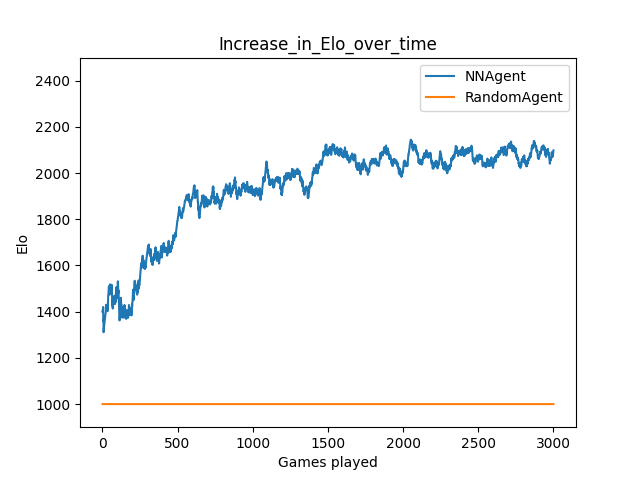 Increase_in_Elo_over_time
NNAgent
RandomAgent
2400
2200
2000
1800
1600
1400
1200
1000
Elo
0 500 1000 1500 2000 2500 3000
Games played